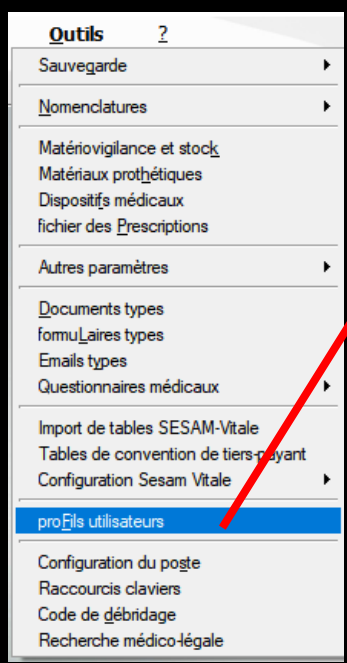 Outils ?
Sauvegarde
Nomenclatures
Matériovigilance et stock
Matériaux prothétiques
Dispositifs médicaux
fichier des Prescriptions
Autres paramètres
Documents types
formuLaires types
Emails types
Questionnaires médicaux
Import de tables SESAM-Vitale
Tables de convention de tiers-payant
Configuration Sesam Vitale
proFils utilisateurs
Configuration du poste
Raccourcis claviers
Code de débridage
Recherche médico-légale